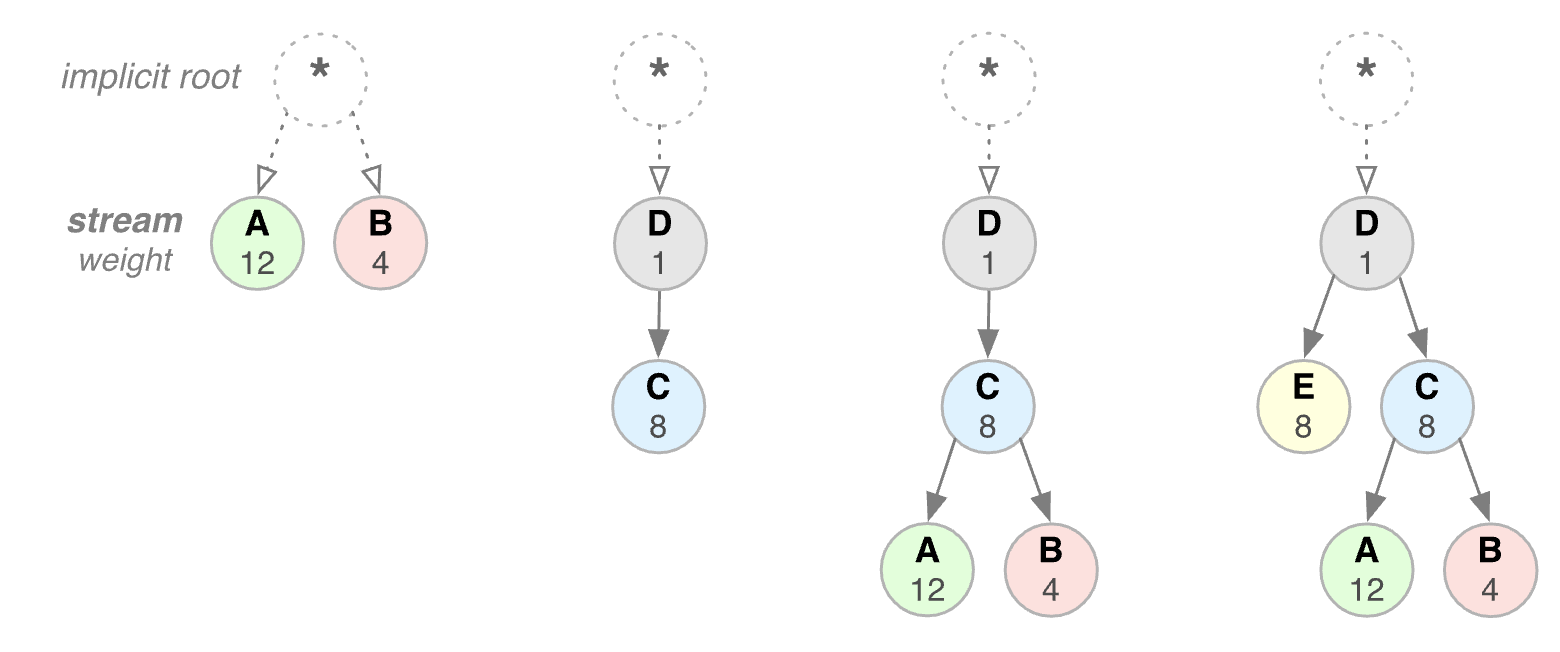 implicit root
* * * *
stream A B D D D
weight 12 4 1 1 1
C C E C
8 8 8 8
A B A B
12 4 12 4